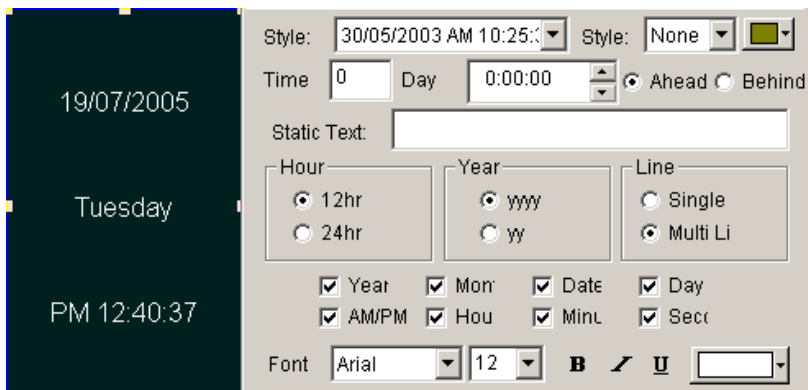 19/07/2005
Tuesday
PM 12:40:37
Style: 30/05/2003 AM 10:25: Style: None
Time 0 Day 0:00:00 Ahead Behind
Static Text:
Hour Year Line
12hr yyyy Single
24hr yy Multi Li
Year Mon Date Day
AM/PM Hou Minu Seco
Font Arial 12 B I U